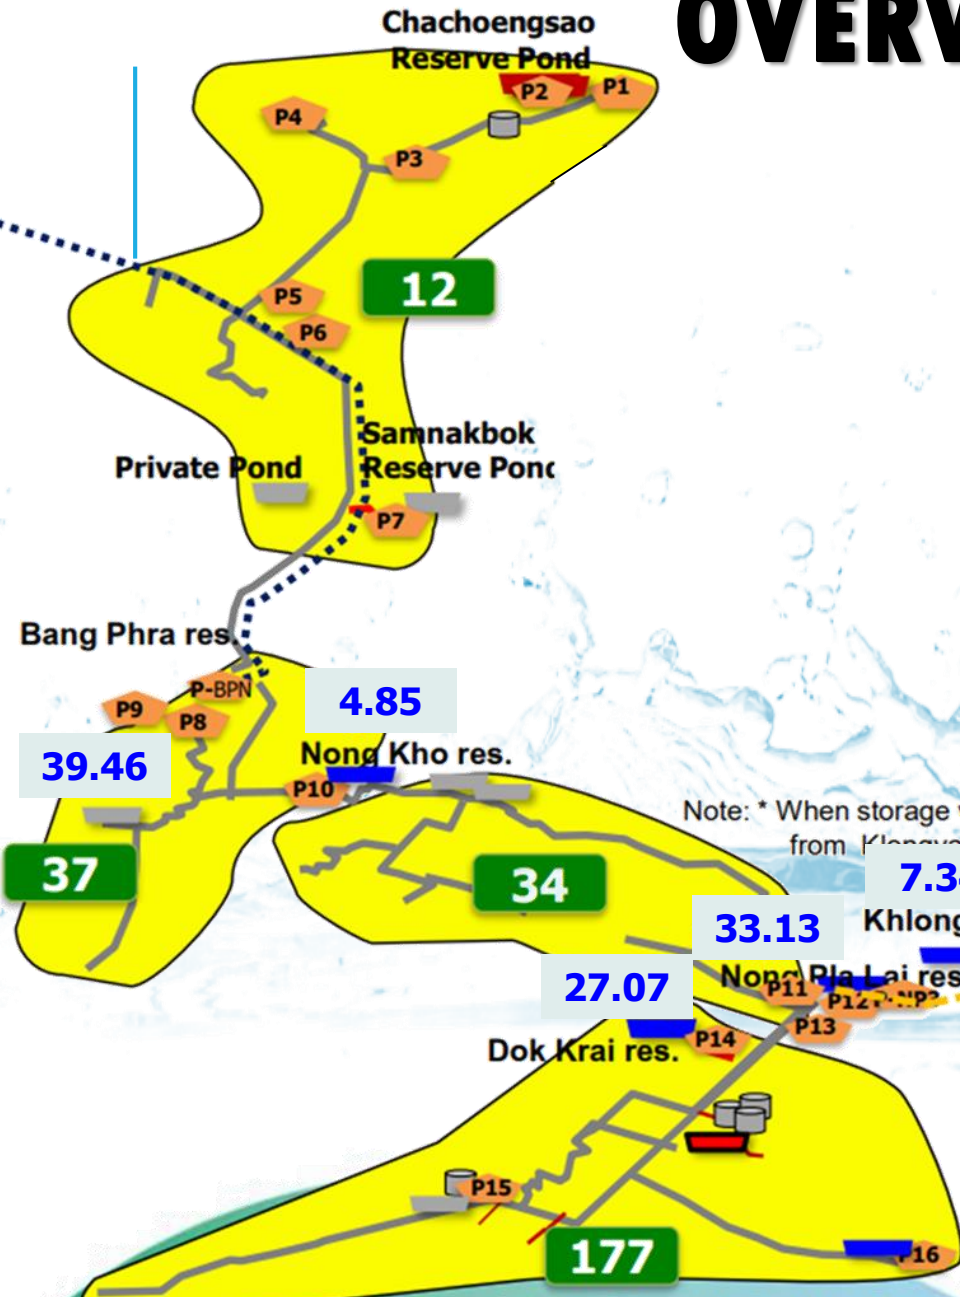 OVERV
Chachoengsao
Reserve Pond
P2
P1
P4
P3
12
P5
P6
Samnakbok
Reserve Pond
Private Pond
P7
Bang Phra res.
P-BPN
P9
P8
4.85
39.46
Nong Kho res.
P10
Note: * When storage
from
37
34
7.3
33.13
Khlong
27.07
Nong Pla Lai res
P11
P12
P13
Dok Krai res.
P14
P15
177
P16